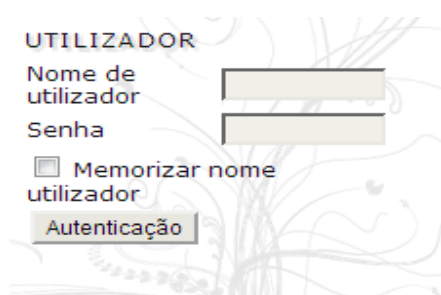 UTILIZADOR
Nome de
utilizador
Senha
Memorizar nome
utilizador
Autenticação